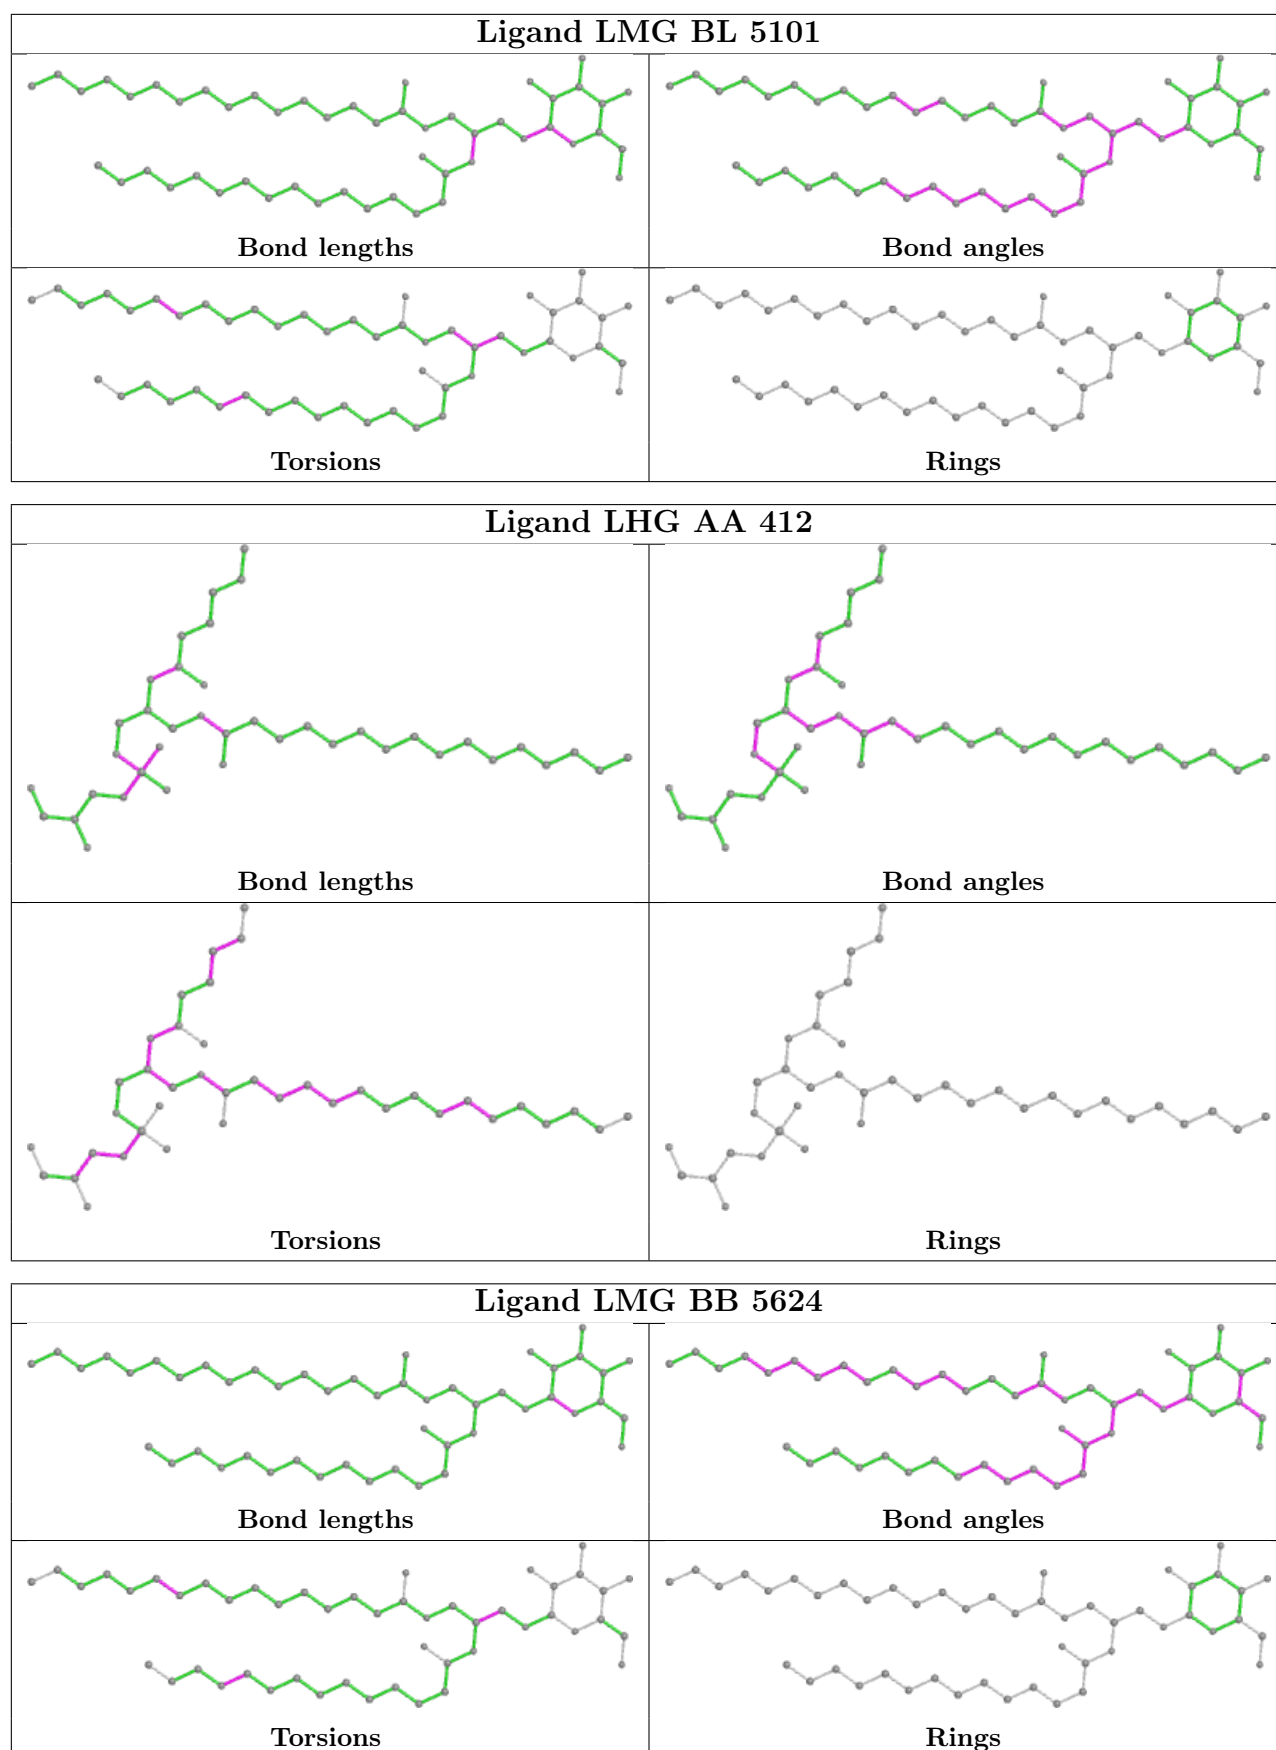 Ligand LMG BL 5101
Bond lengths
Bond angles
Torsions
Rings
Ligand LHG AA 412
Bond lengths
Bond angles
Torsions
Rings
Ligand LMG BB 5624
Bond lengths
Bond angles
Torsions
Rings